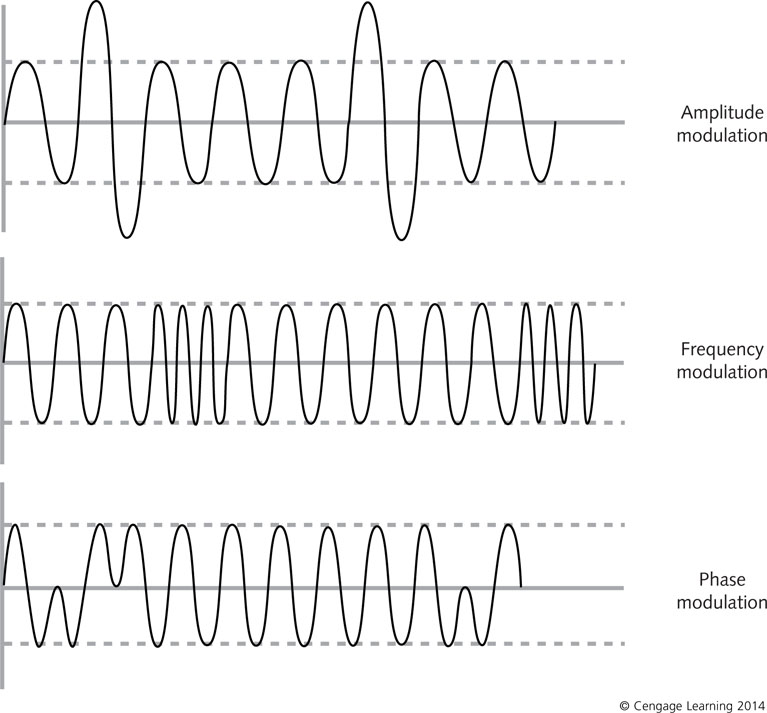 Amplitude
modulation
Frequency
modulation
Phase
modulation
© Cengage Learning 2014